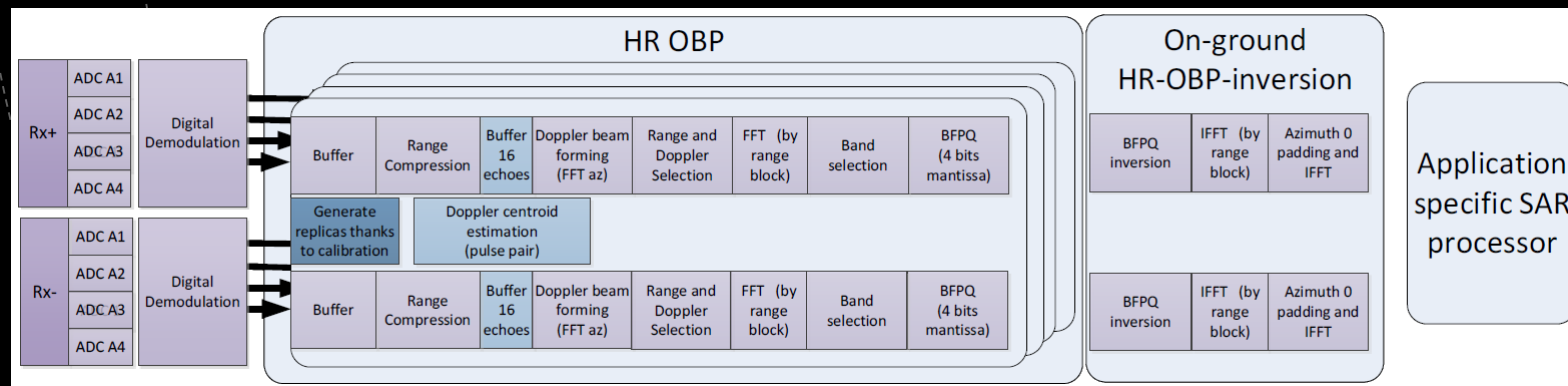 HR OBP
On-ground
HR-OBP-inversion
Rx+
ADC A1
ADC A2
ADC A3
ADC A4
Digital
Demodulation
Buffer
Range
Compression
Buffer
16
echoes
Doppler beam
forming
(FFT az)
Range and
Doppler
Selection
FFT (by
range
block)
Band
selection
BFPQ
(4 bits
mantissa)
BFPQ
inversion
IFFT (by
range
block)
Azimuth 0
padding and
IFFT
Generate
replicas thanks
to calibration
Doppler centroid
estimation
(pulse pair)
Rx-
ADC A1
ADC A2
ADC A3
ADC A4
Digital
Demodulation
Buffer
Range
Compression
Buffer
16
echoes
Doppler beam
forming
(FFT az)
Range and
Doppler
Selection
FFT (by
range
block)
Band
selection
BFPQ
(4 bits
mantissa)
BFPQ
inversion
IFFT (by
range
block)
Azimuth 0
padding and
IFFT
Application
specific SAR
processor